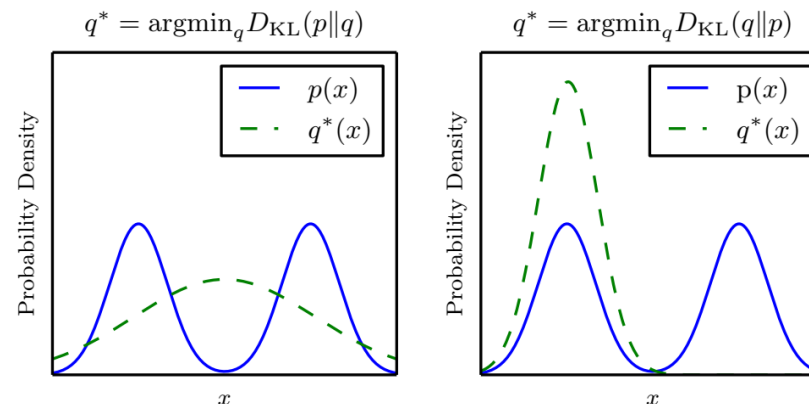 q* = argmin_q D_KL(p‖q)
p(x)
q*(x)
Probability Density
x
q* = argmin_q D_KL(q‖p)
p(x)
q*(x)
Probability Density
x